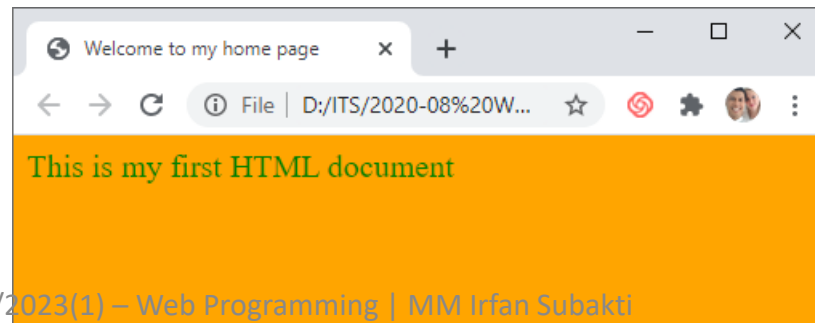 Welcome to my home page
File | D:/ITS/2020-08%20W...
This is my first HTML document
/2023(1) – Web Programming | MM Irfan Subakti